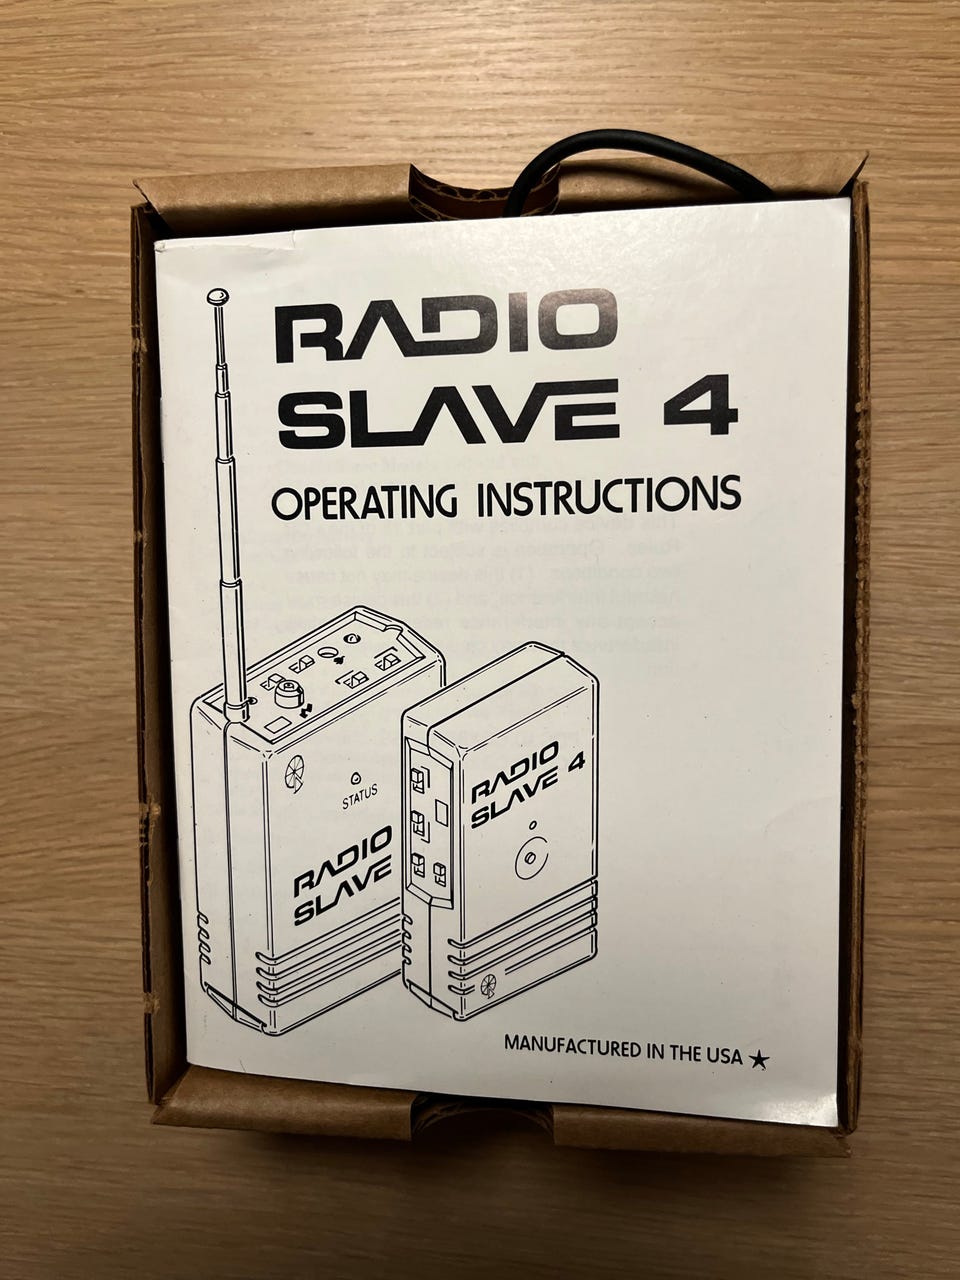 RADIO
SLAVE 4
OPERATING INSTRUCTIONS
STATUS
RADIO
SLAVE
RADIO
SLAVE 4
MANUFACTURED IN THE USA ★